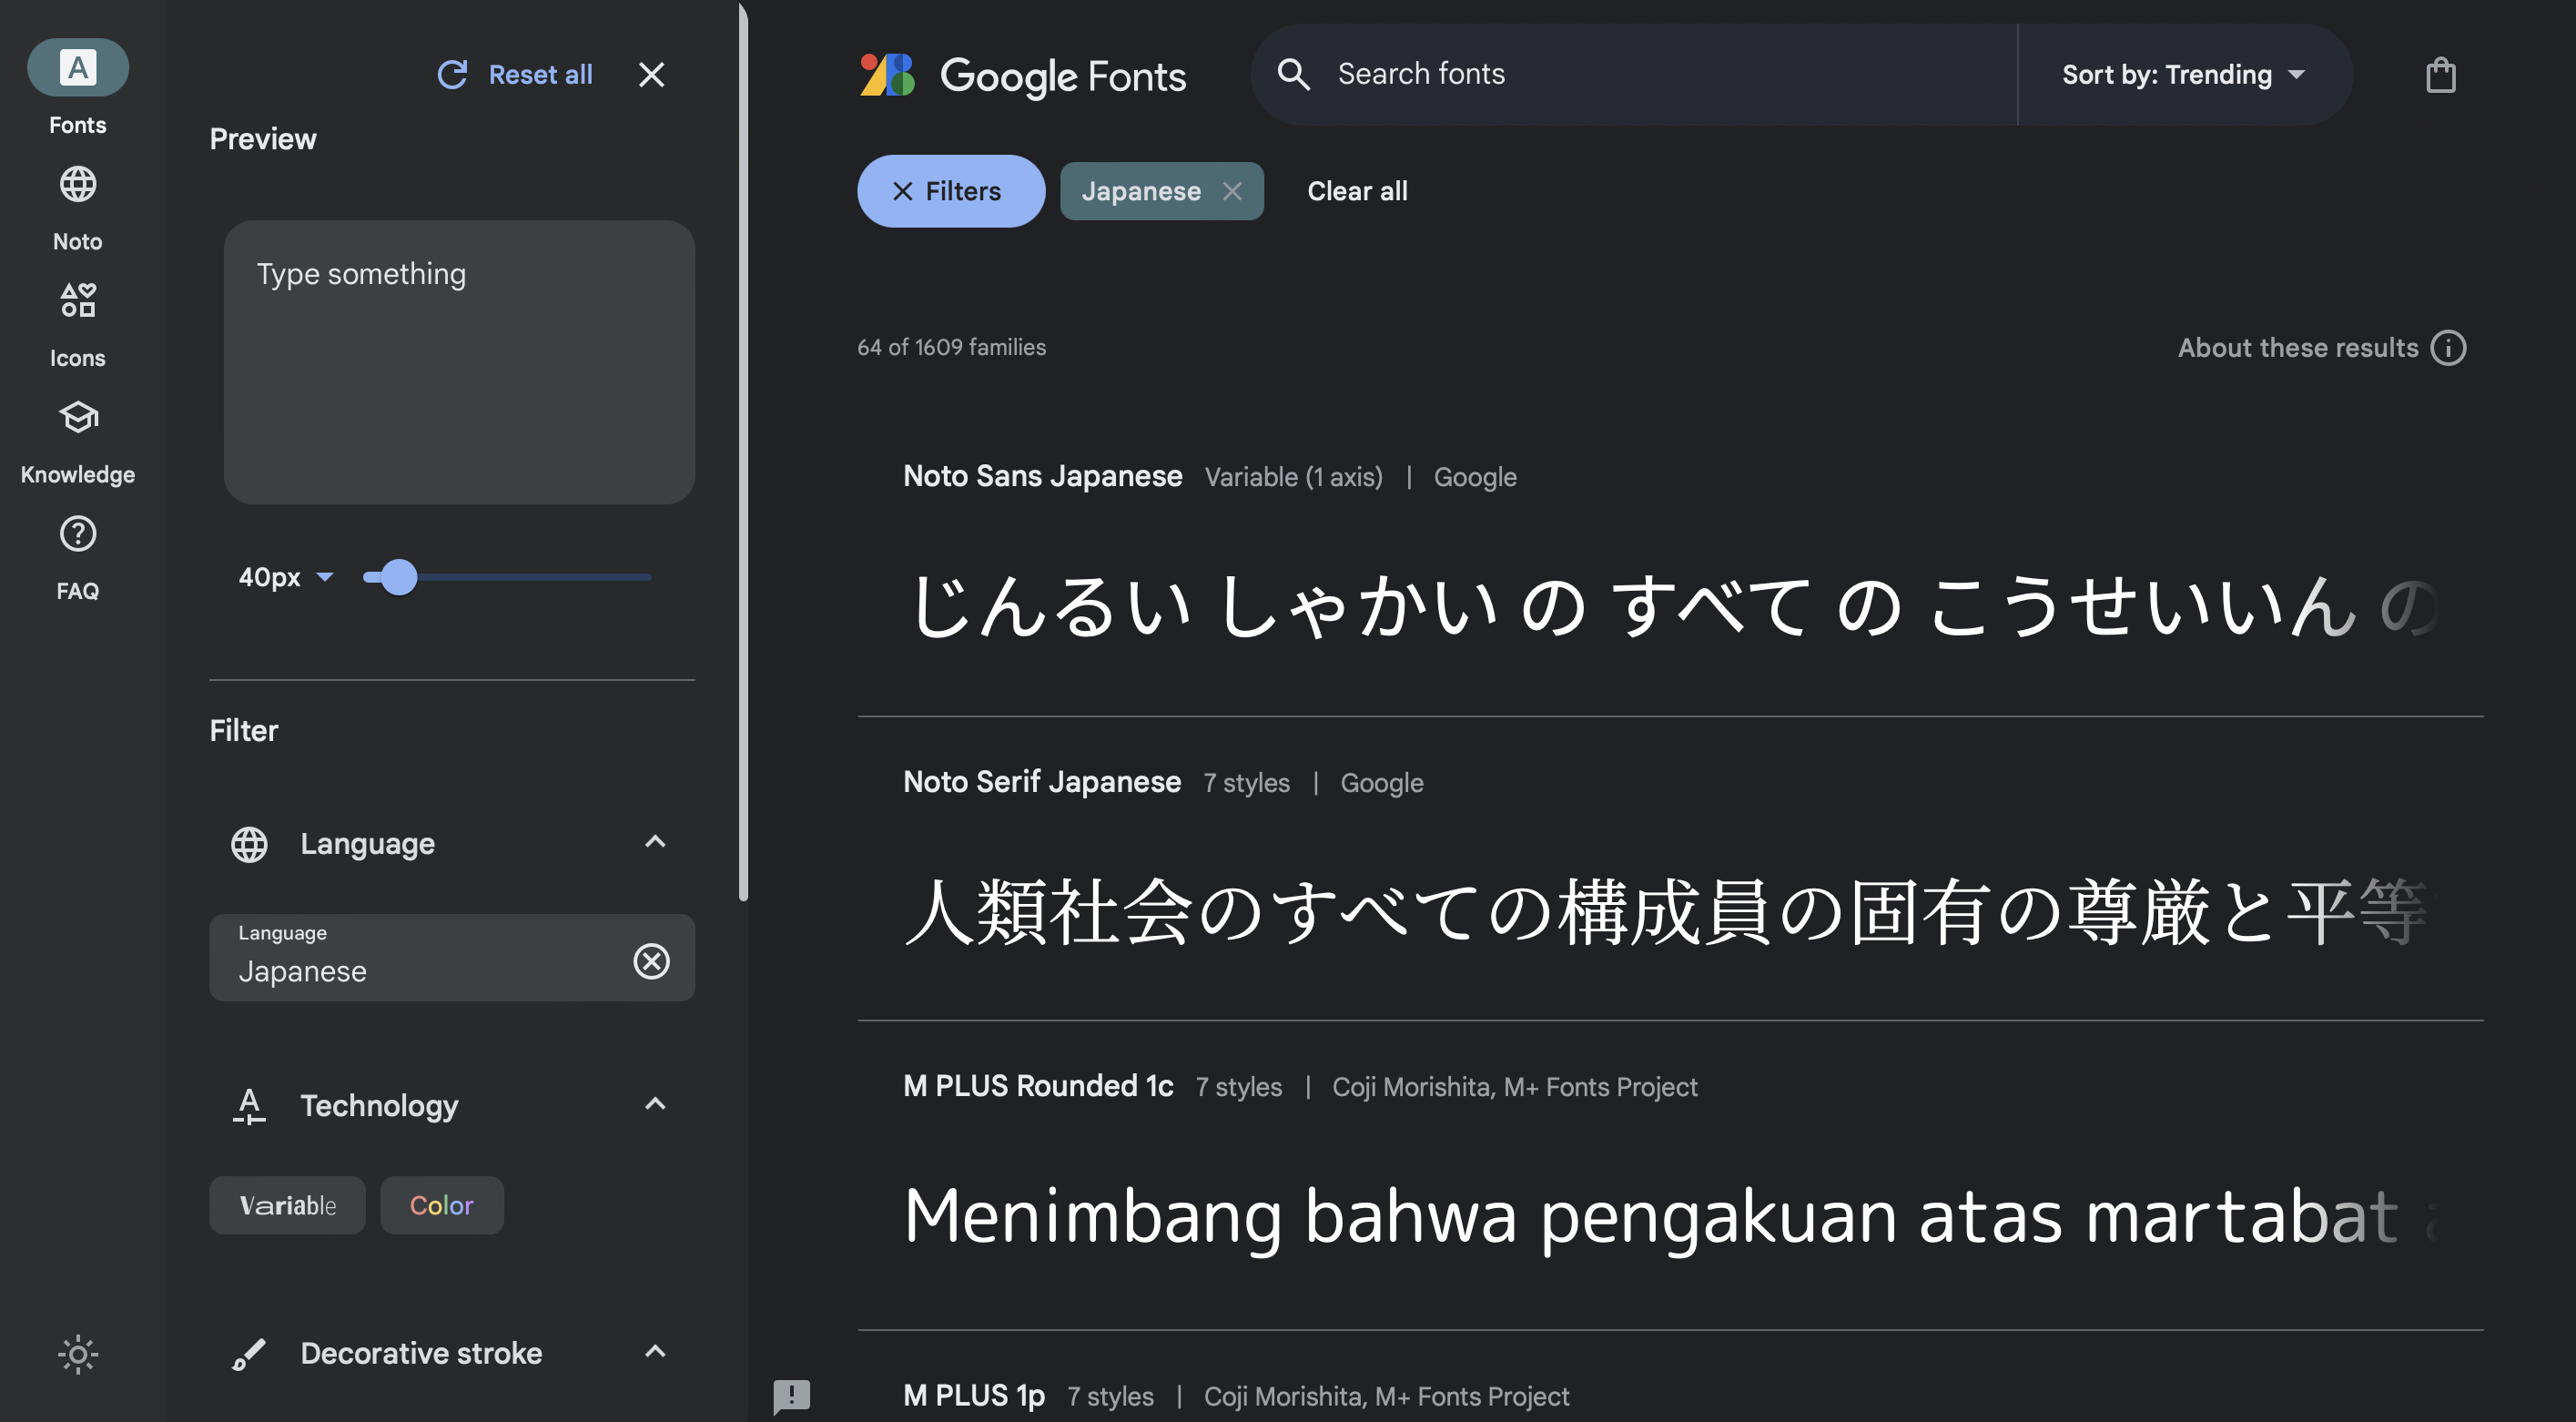 Fonts
Noto
Icons
Knowledge
FAQ
Reset all
Preview
Type something
40px
Filter
Language
Language
Japanese
Technology
Variable
Color
Decorative stroke
Google Fonts
Search fonts
Sort by: Trending
Filters
Japanese
Clear all
64 of 1609 families
About these results
Noto Sans Japanese Variable (1 axis) | Google
じんるい しゃかい の すべて の こうせいいん の
Noto Serif Japanese 7 styles | Google
人類社会のすべての構成員の固有の尊厳と平等
M PLUS Rounded 1c 7 styles | Coji Morishita, M+ Fonts Project
Menimbang bahwa pengakuan atas martabat
M PLUS 1p 7 styles | Coji Morishita, M+ Fonts Project